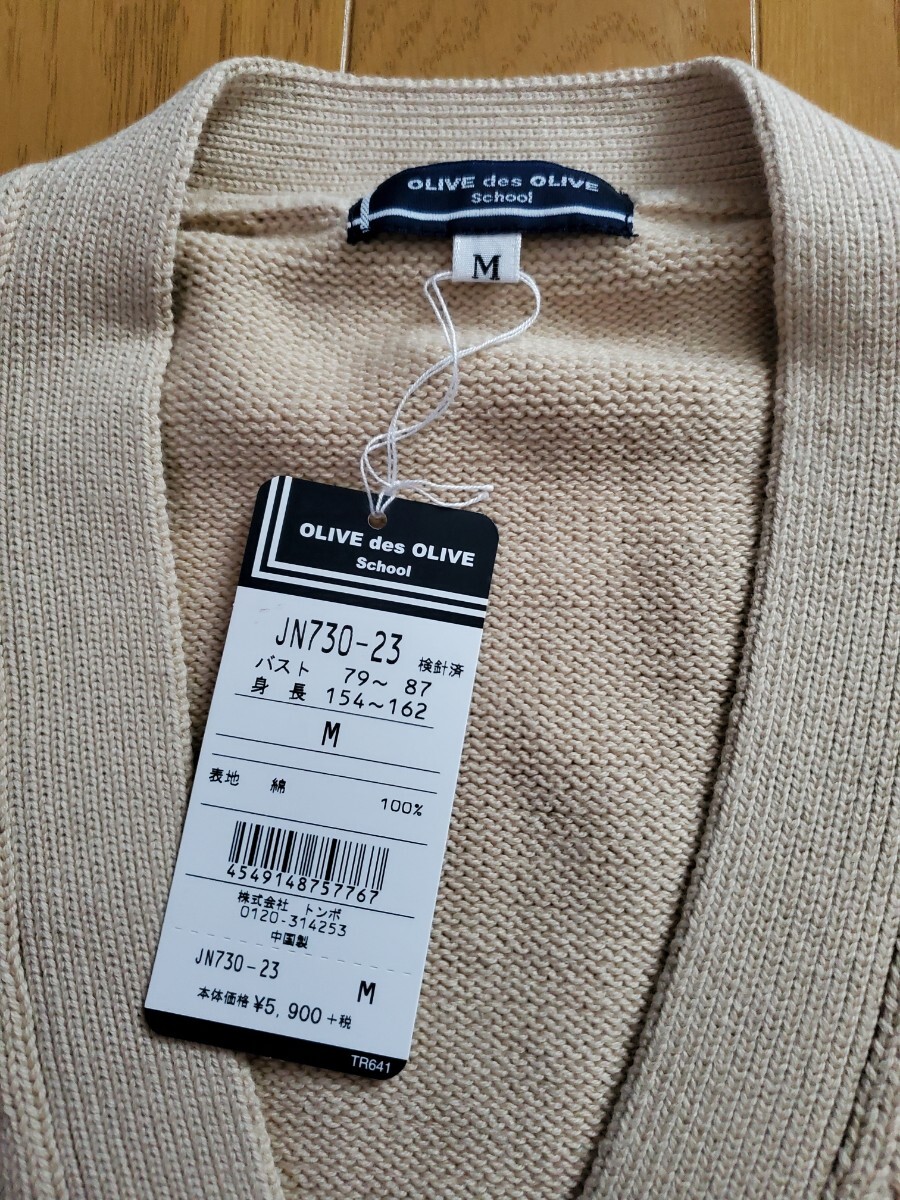 OLIVE des OLIVE
School
M
OLIVE des OLIVE
School
JN730-23 検針済
バスト 79～ 87
身長 154～162
M
表地 綿 100%
4549148757767
株式会社 トンボ
0120-314253
中国製
JN730-23 M
本体価格 ¥5,900+税
TR641